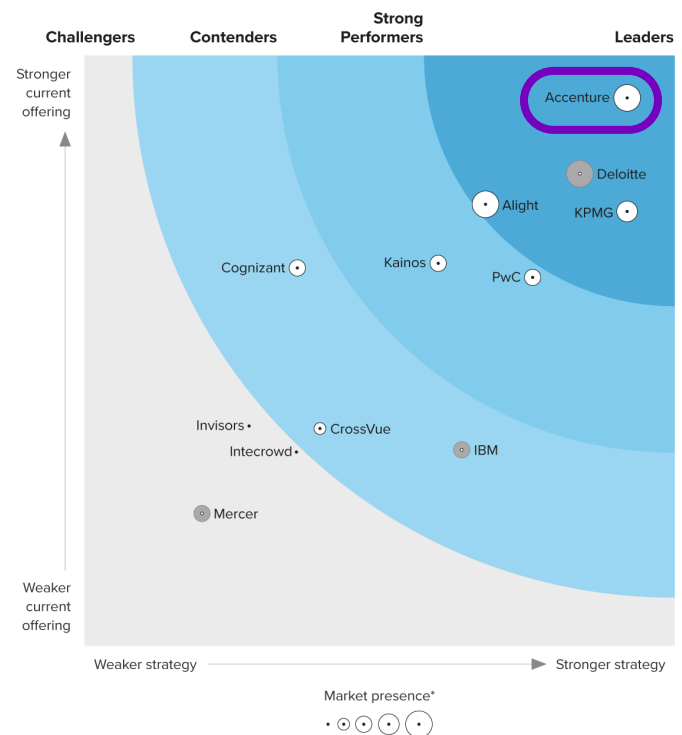 Strong
Challengers Contenders Performers Leaders
Stronger
current
offering
Accenture
Deloitte
Alight
KPMG
Cognizant
Kainos
PwC
Invisors
CrossVue
Intecrowd
IBM
Mercer
Weaker
current
offering
Weaker strategy Stronger strategy
Market presence*